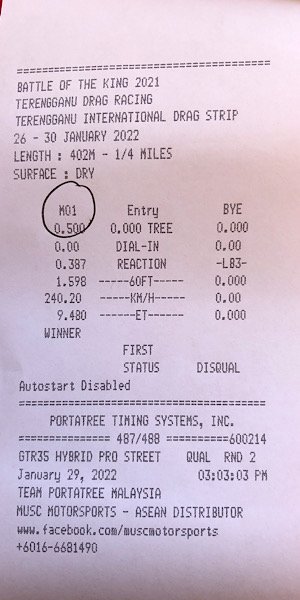 ================================================
BATTLE OF THE KING 2021
TERENGGANU DRAG RACING
TERENGGANU INTERNATIONAL DRAG STRIP
26 - 30 JANUARY 2022
LENGTH : 402M - 1/4 MILES
SURFACE : DRY
M01 Entry BYE
0.500 0.000 TREE 0.000
0.00 DIAL-IN 0.00
0.387 REACTION -L83-
1.598 -----60FT----- 0.000
240.20 -----KM/H----- 0.00
9.480 ------ET------ 0.000
WINNER
FIRST
STATUS DISQUAL
Autostart Disabled
================================================
PORTATREE TIMING SYSTEMS, INC.
=============== 487/488 ==========600214
GTR35 HYBRID PRO STREET QUAL RND 2
January 29, 2022 03:03:03 PM
TEAM PORTATREE MALAYSIA
MUSC MOTORSPORTS - ASEAN DISTRIBUTOR
www.facebook.com/muscmotorsports
+6016-6681490